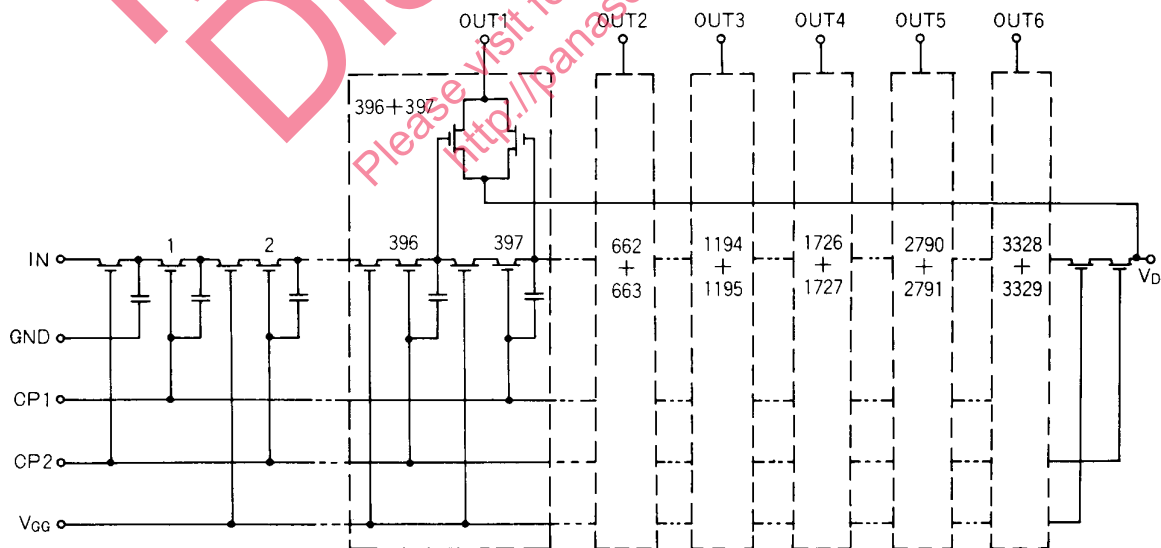 OUT1 OUT2 OUT3 OUT4 OUT5 OUT6
Please visit
http://panas
396+397
IN 1 2 396 397 662 + 663 1194 + 1195 1726 + 1727 2790 + 2791 3328 + 3329 VD
GND
CP1
CP2
VGG